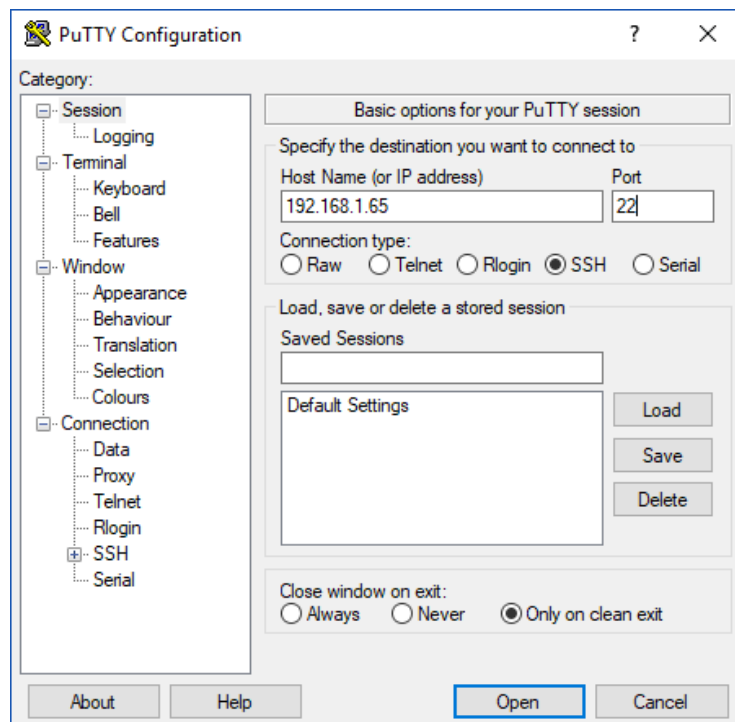 PuTTY Configuration
?
Category:
Session
Logging
Terminal
Keyboard
Bell
Features
Window
Appearance
Behaviour
Translation
Selection
Colours
Connection
Data
Proxy
Telnet
Rlogin
SSH
Serial
Basic options for your PuTTY session
Specify the destination you want to connect to
Host Name (or IP address) Port
192.168.1.65 22
Connection type:
Raw Telnet Rlogin SSH Serial
Load, save or delete a stored session
Saved Sessions
Default Settings
Load
Save
Delete
Close window on exit:
Always Never Only on clean exit
About Help Open Cancel